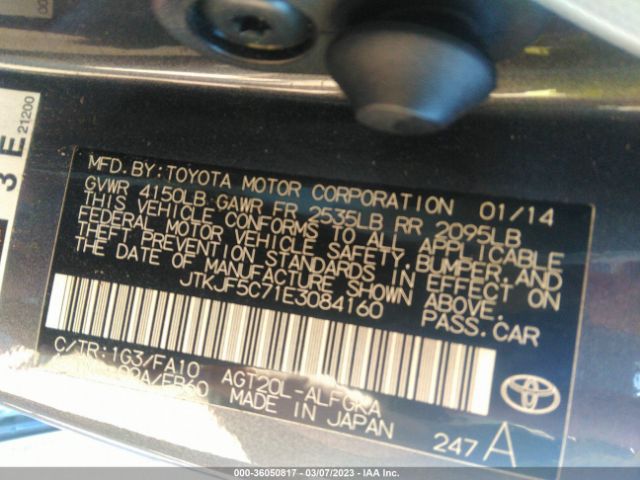 3 E
21200
MFD. BY:TOYOTA MOTOR CORPORATION 01/14
GVWR 4150LB GAWR FR 2535LB RR 2095LB
THIS VEHICLE CONFORMS TO ALL APPLICABLE
FEDERAL MOTOR VEHICLE SAFETY,BUMPER, AND
THEFT PREVENTION STANDARDS IN EFFECT ON
THE DATE OF MANUFACTURE SHOWN ABOVE.
JTKJF5C71E3084160 PASS.CAR
C/TR:1G3/FA10
AGT20L-ALFGKA
MADE IN JAPAN
247 A
TOYOTA
000-36050817 — 03/07/2023 — IAA Inc.